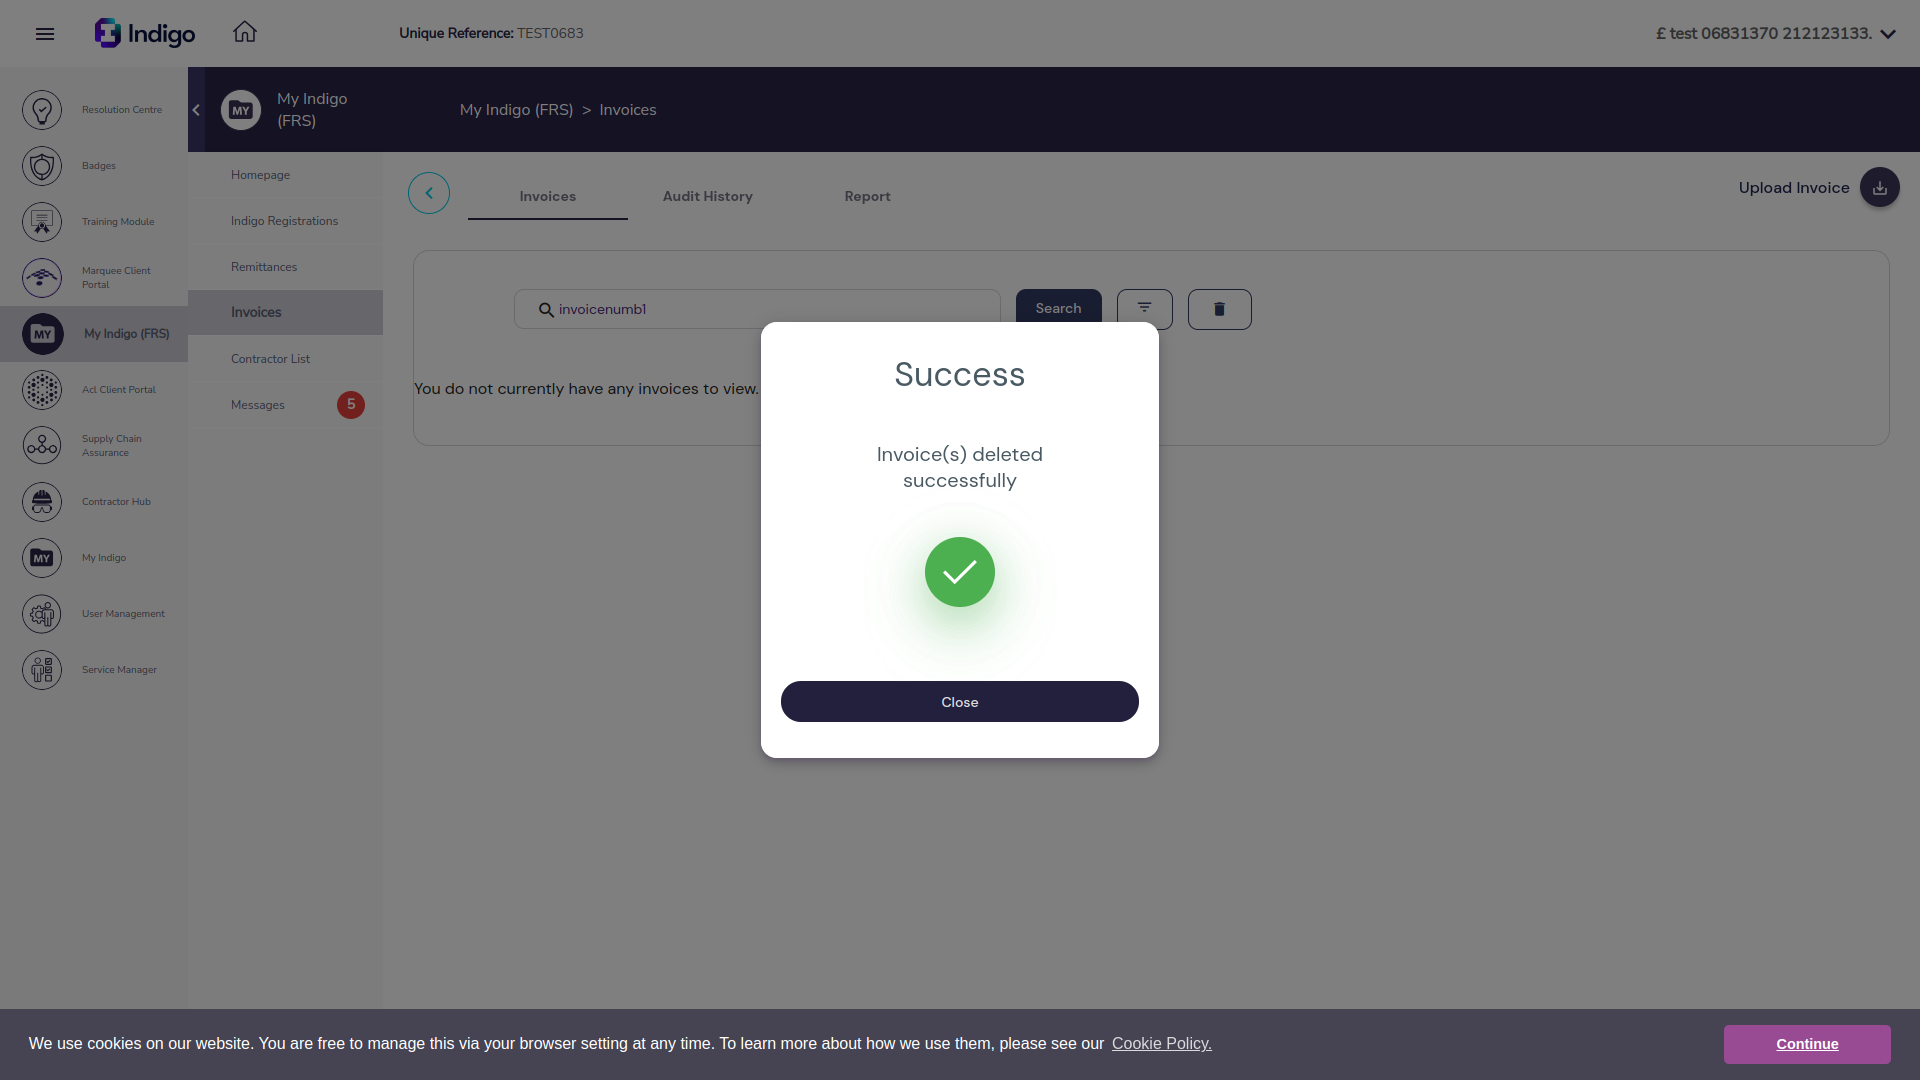 Indigo
Unique Reference: TEST0683
£ test 06831370 212123133.
Resolution Centre
Badges
Training Module
Marquee Client
Portal
MY
My Indigo (FRS)
Acl Client Portal
Supply Chain
Assurance
Contractor Hub
MY
My Indigo
User Management
Service Manager
MY
My Indigo
(FRS)
My Indigo (FRS) > Invoices
Homepage
Indigo Registrations
Remittances
Invoices
Contractor List
Messages
5
Invoices
Audit History
Report
Upload Invoice
invoicenumb1
Search
You do not currently have any invoices to view.
Success
Invoice(s) deleted
successfully
Close
We use cookies on our website. You are free to manage this via your browser setting at any time. To learn more about how we use them, please see our Cookie Policy.
Continue